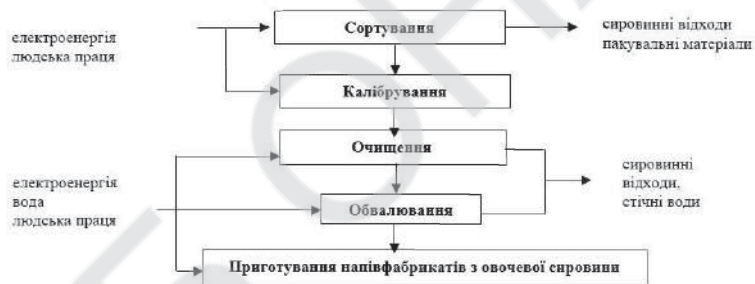 електроенергія
людська праця
Сортування
сировинні відходи
пакувальні матеріали
Калібрування
Очищення
електроенергія
вода
людська праця
сировинні
відходи,
стічні води
Обвалювання
Приготування напівфабрикатів з овочевої сировини